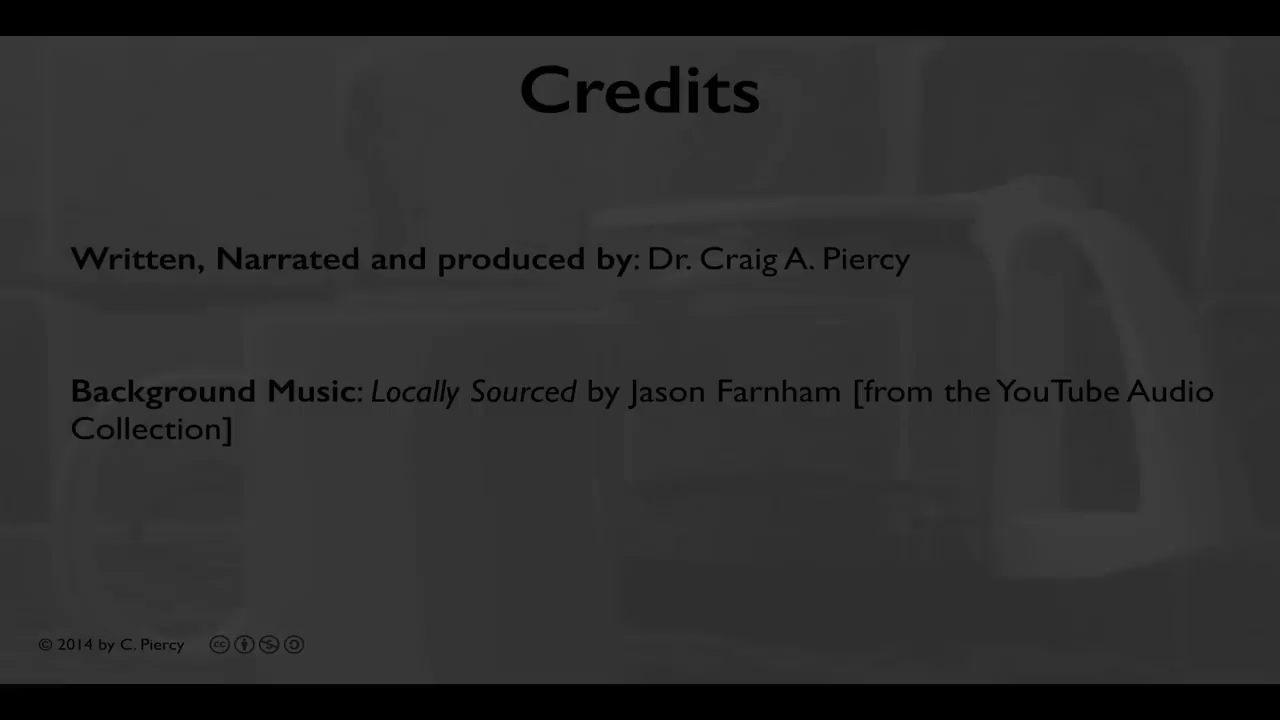 Credits
Written, Narrated and produced by: Dr. Craig A. Piercy
Background Music: Locally Sourced by Jason Farnham [from the YouTube Audio
Collection]
© 2014 by C. Piercy